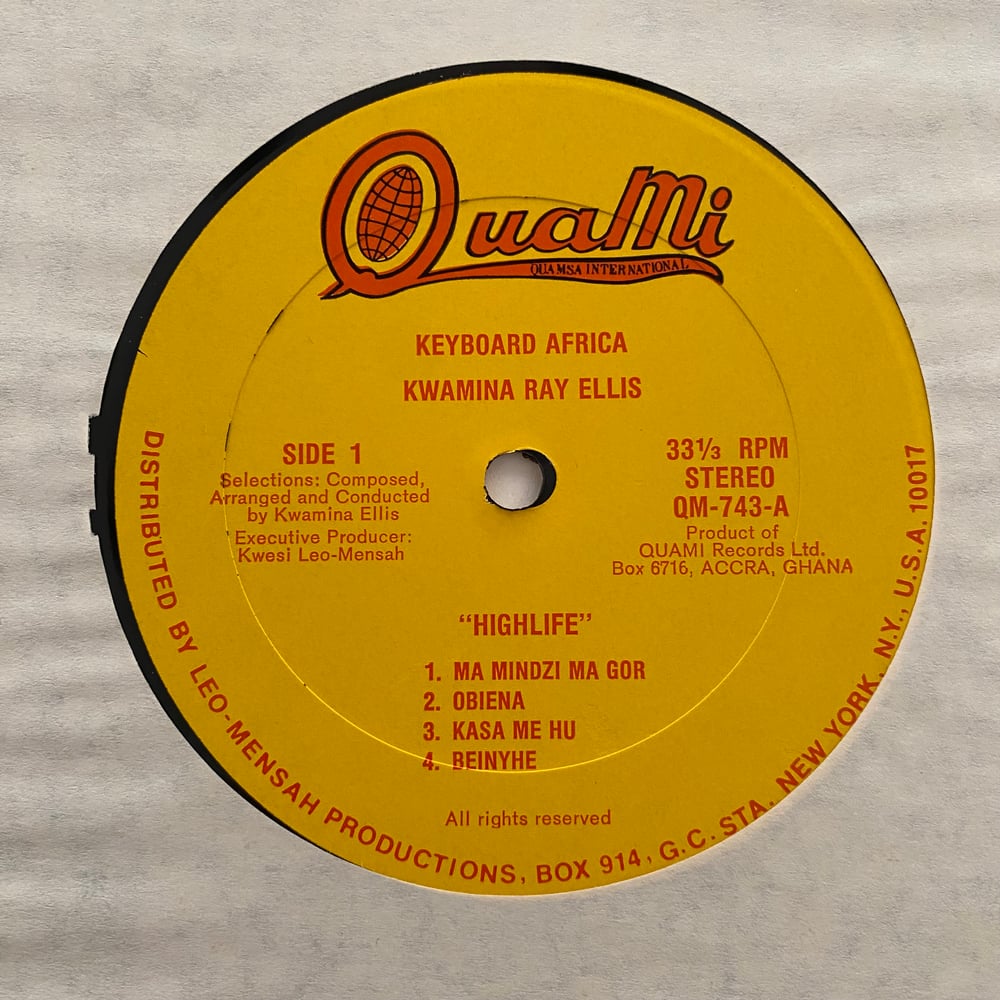 QuaMi
QUAMSA INTERNATIONAL
KEYBOARD AFRICA
KWAMINA RAY ELLIS
SIDE 1
Selections: Composed,
Arranged and Conducted
by Kwamina Ellis
Executive Producer:
Kwesi Leo-Mensah
33⅓ RPM
STEREO
QM-743-A
Product of
QUAMI Records Ltd.
Box 6716, ACCRA, GHANA
“HIGHLIFE”
1. MA MINDZI MA GOR
2. OBIENA
3. KASA ME HU
4. BEINYHE
All rights reserved
DISTRIBUTED BY LEO-MENSAH PRODUCTIONS, BOX 914, G.C. STA. NEW YORK, N.Y., U.S.A. 10017